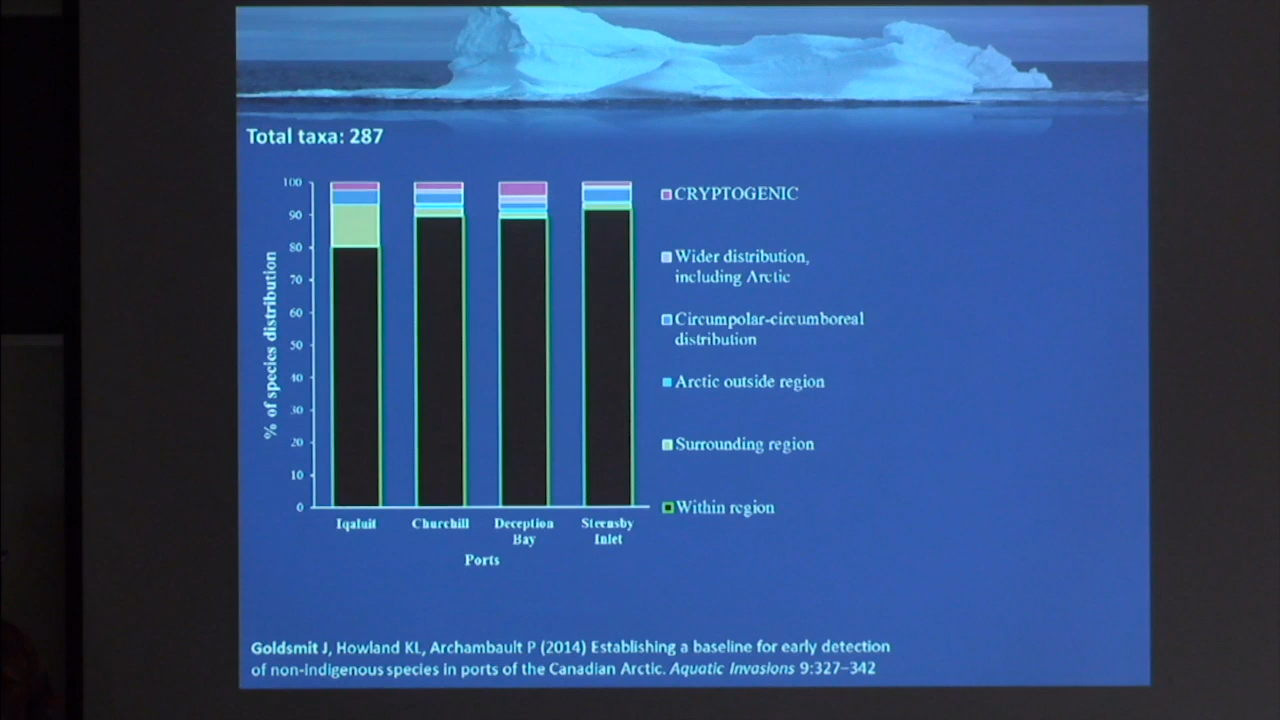 Total taxa: 287
100
90
80
70
60
50
40
30
20
10
0
% of species distribution
Iqaluit
Churchill
Deception
Bay
Steensby
Inlet
Ports
CRYPTOGENIC
Wider distribution,
including Arctic
Circumpolar-circumboreal
distribution
Arctic outside region
Surrounding region
Within region
Goldsmit J, Howland KL, Archambault P (2014) Establishing a baseline for early detection
of non-indigenous species in ports of the Canadian Arctic. Aquatic Invasions 9:327–342